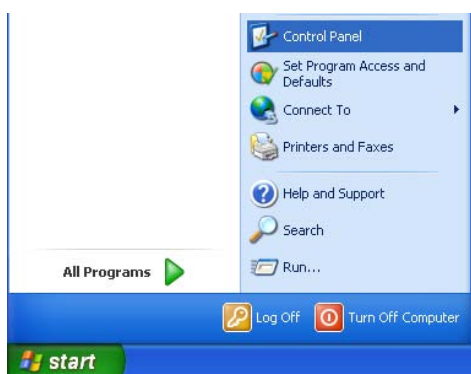 Control Panel
Set Program Access and
Defaults
Connect To
Printers and Faxes
Help and Support
Search
All Programs
Run...
Log Off
Turn Off Computer
start